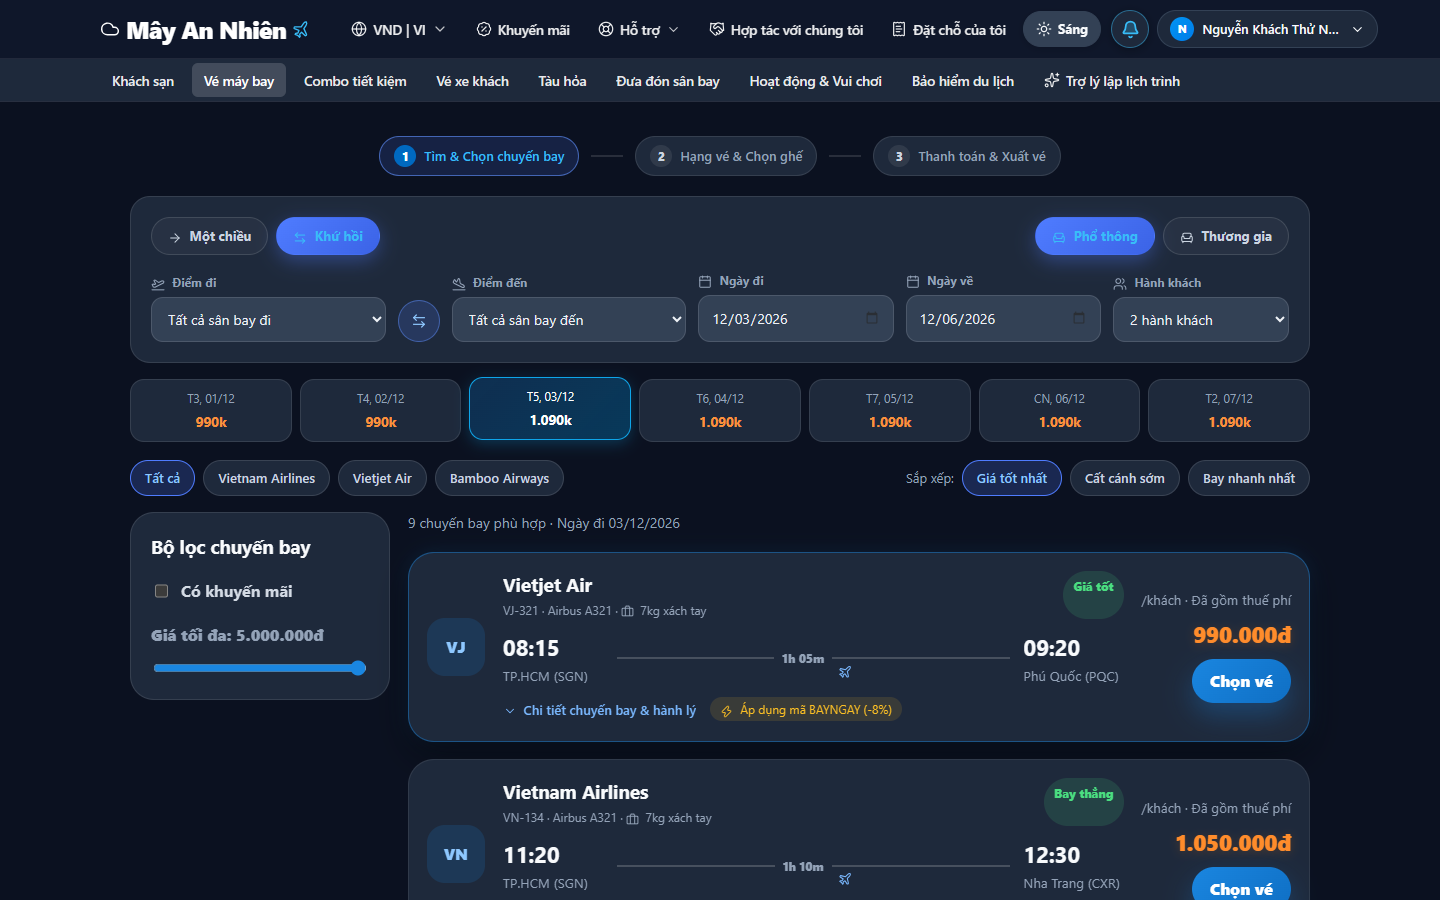 Mây An Nhiên
VND | VI
Khuyến mãi
Hỗ trợ
Hợp tác với chúng tôi
Đặt chỗ của tôi
Sáng
N
Nguyễn Khách Thử N...
Khách sạn
Vé máy bay
Combo tiết kiệm
Vé xe khách
Tàu hỏa
Đưa đón sân bay
Hoạt động & Vui chơi
Bảo hiểm du lịch
Trợ lý lập lịch trình
1 Tìm & Chọn chuyến bay
2 Hạng vé & Chọn ghế
3 Thanh toán & Xuất vé
Một chiều
Khứ hồi
Phổ thông
Thương gia
Điểm đi
Tất cả sân bay đi
Điểm đến
Tất cả sân bay đến
Ngày đi
12/03/2026
Ngày về
12/06/2026
Hành khách
2 hành khách
T3, 01/12
990k
T4, 02/12
990k
T5, 03/12
1.090k
T6, 04/12
1.090k
T7, 05/12
1.090k
CN, 06/12
1.090k
T2, 07/12
1.090k
Tất cả
Vietnam Airlines
Vietjet Air
Bamboo Airways
Sắp xếp:
Giá tốt nhất
Cất cánh sớm
Bay nhanh nhất
Bộ lọc chuyến bay
Có khuyến mãi
Giá tối đa: 5.000.000đ
9 chuyến bay phù hợp · Ngày đi 03/12/2026
VJ
Vietjet Air
VJ-321 · Airbus A321 · 7kg xách tay
08:15
TP.HCM (SGN)
1h 05m
09:20
Phú Quốc (PQC)
Chi tiết chuyến bay & hành lý
Áp dụng mã BAYNGAY (-8%)
Giá tốt
/khách · Đã gồm thuế phí
990.000đ
Chọn vé
VN
Vietnam Airlines
VN-134 · Airbus A321 · 7kg xách tay
11:20
TP.HCM (SGN)
1h 10m
12:30
Nha Trang (CXR)
Bay thẳng
/khách · Đã gồm thuế phí
1.050.000đ
Chọn vé